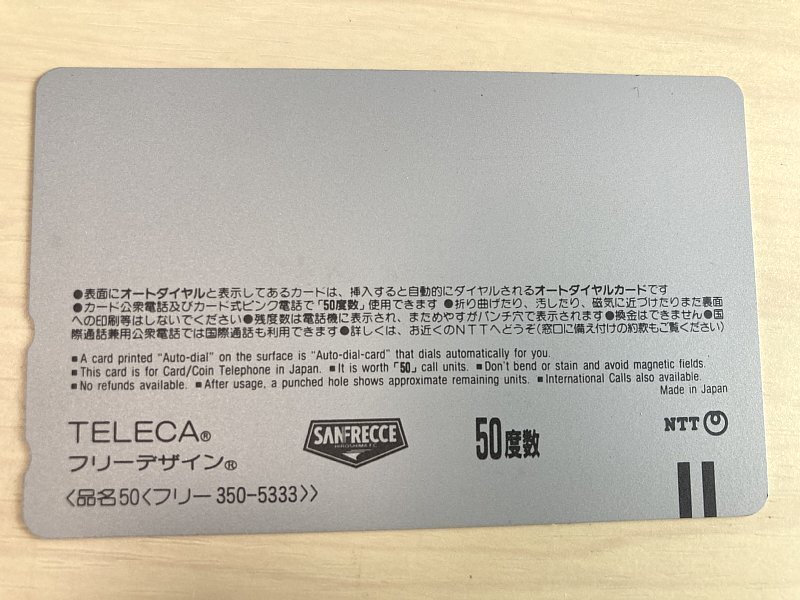 ●表面にオートダイヤルと表示してあるカードは、挿入すると自動的にダイヤルされるオートダイヤルカードです
●カード公衆電話及びカード式ピンク電話で「50度数」使用できます ●折り曲げたり、汚したり、磁気に近づけたりまた裏面
への印刷等はしないでください●残度数は電話機に表示され、まためやすがパンチ穴で表示されます●換金はできません●国
際通話兼用公衆電話では国際通話も利用できます●詳しくは、お近くのNTTへどうぞ(窓口に備え付けの約款もご覧ください)
■A card printed "Auto-dial" on the surface is "Auto-dial-card" that dials automatically for you.
■This card is for Card/Coin Telephone in Japan. ■It is worth「50」call units. ■Don't bend or stain and avoid magnetic fields.
■No refunds available. ■After usage, a punched hole shows approximate remaining units. ■International Calls also available.
Made in Japan
TELECA®
フリーデザイン®
〈品名50〈フリー350-5333〉〉
SANFRECCE
HIROSHIMA F.C
50度数
NTT